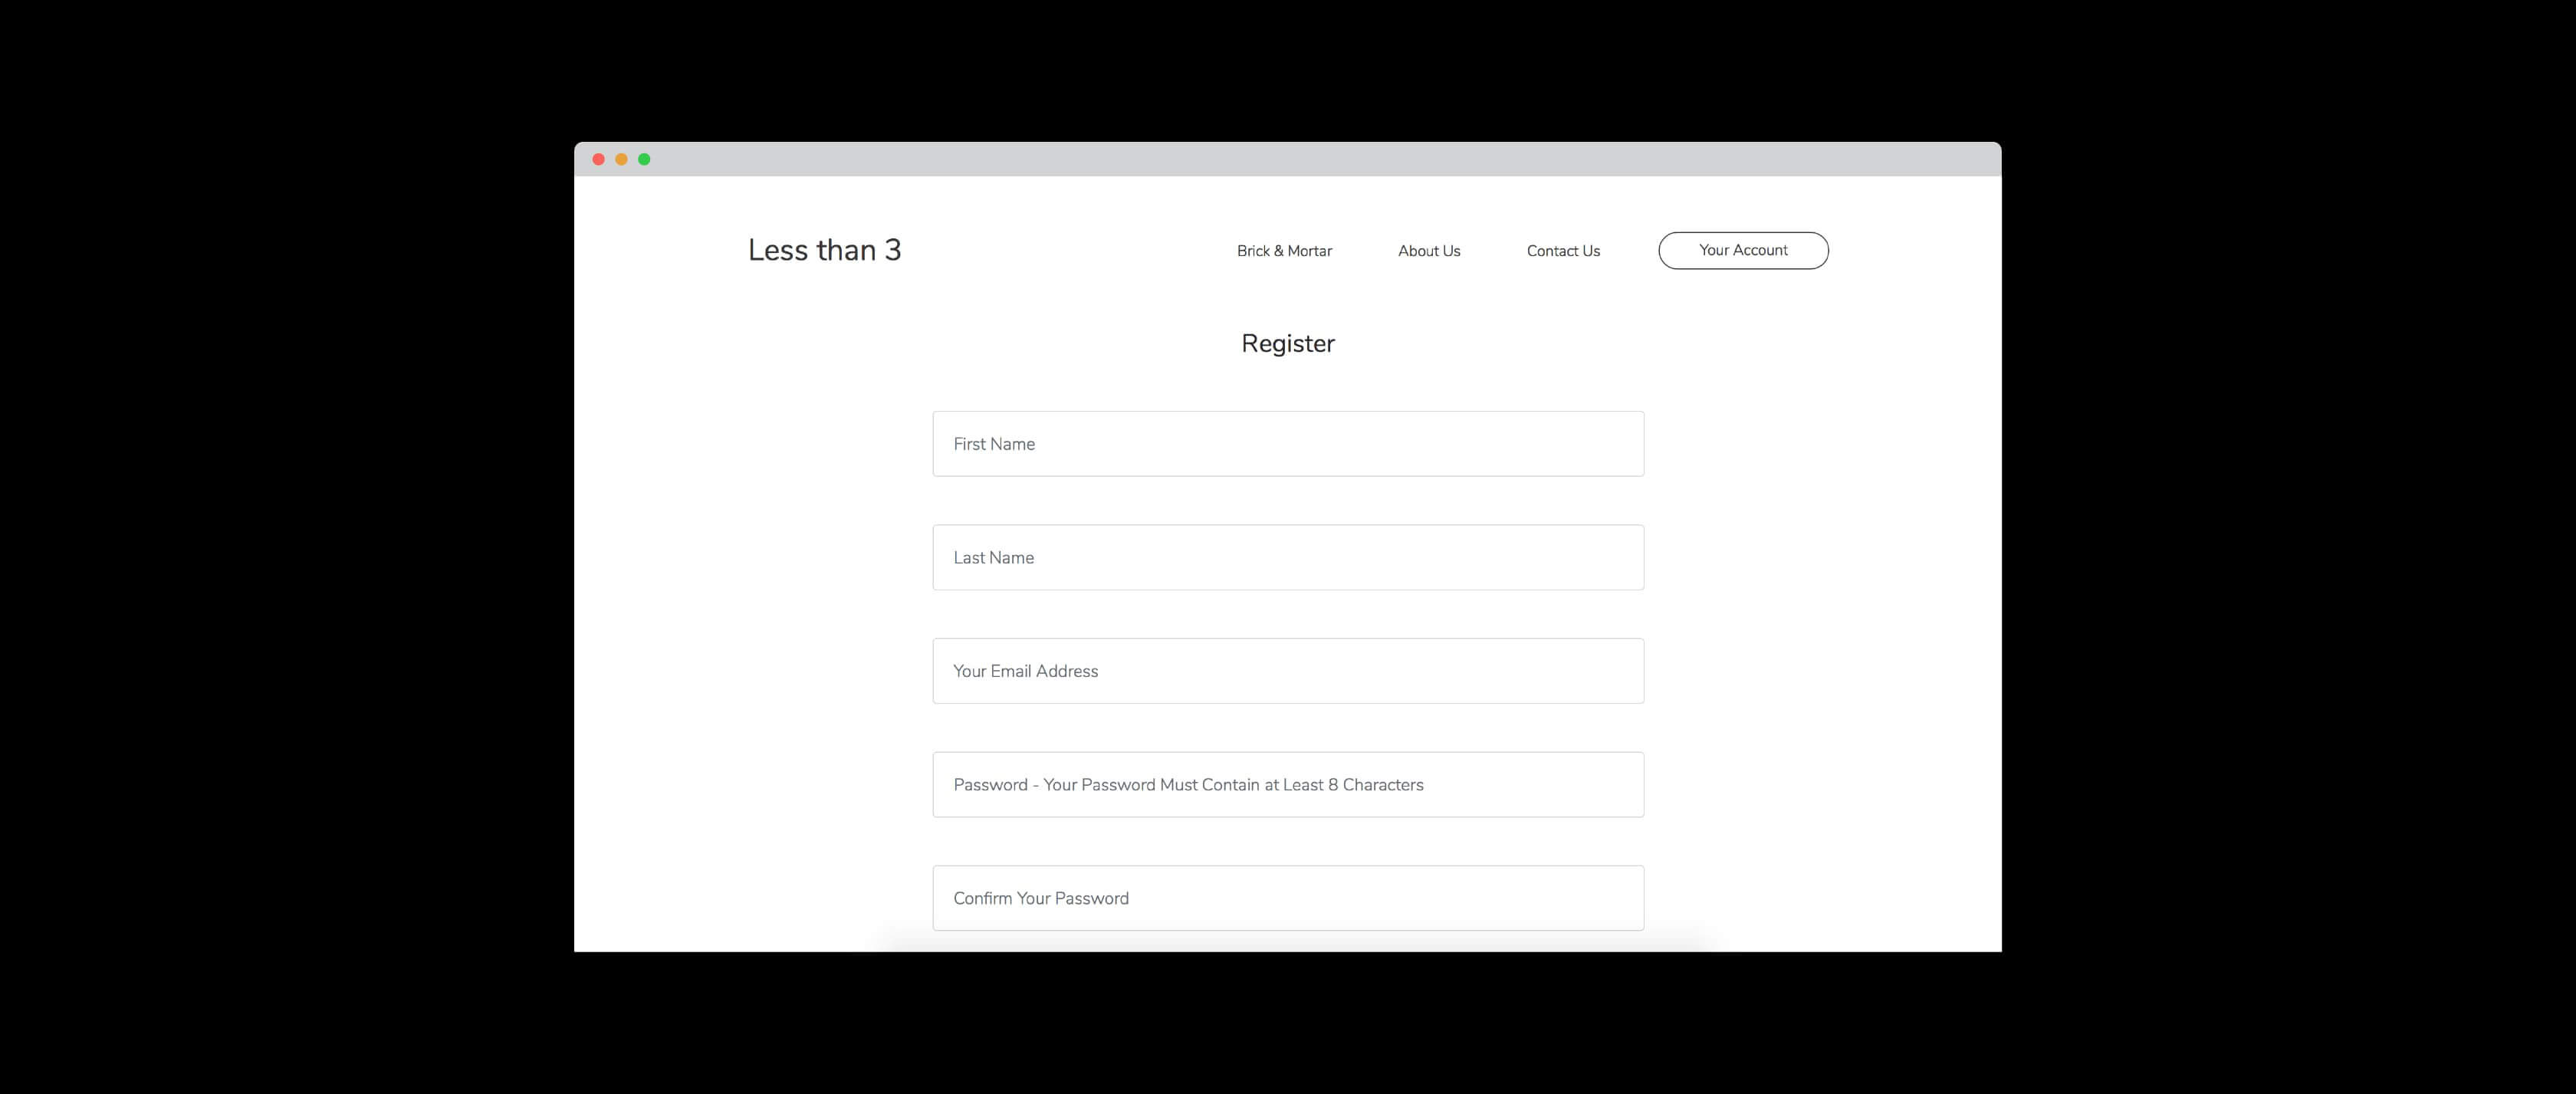 Less than 3
Brick & Mortar
About Us
Contact Us
Your Account
Register
First Name
Last Name
Your Email Address
Password - Your Password Must Contain at Least 8 Characters
Confirm Your Password